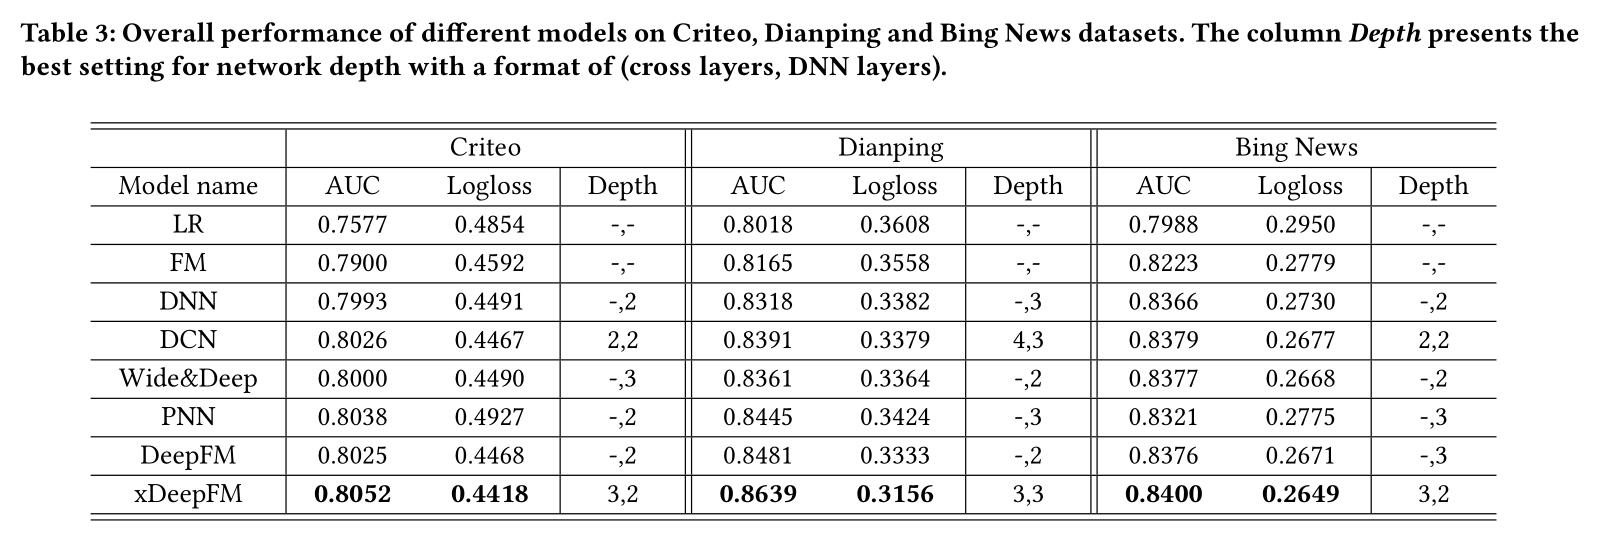 Table 3: Overall performance of different models on Criteo, Dianping and Bing News datasets. The column Depth presents the
best setting for network depth with a format of (cross layers, DNN layers).
Criteo Dianping Bing News
Model name AUC Logloss Depth AUC Logloss Depth AUC Logloss Depth
LR 0.7577 0.4854 -,- 0.8018 0.3608 -,- 0.7988 0.2950 -,-
FM 0.7900 0.4592 -,- 0.8165 0.3558 -,- 0.8223 0.2779 -,-
DNN 0.7993 0.4491 -,2 0.8318 0.3382 -,3 0.8366 0.2730 -,2
DCN 0.8026 0.4467 2,2 0.8391 0.3379 4,3 0.8379 0.2677 2,2
Wide&Deep 0.8000 0.4490 -,3 0.8361 0.3364 -,2 0.8377 0.2668 -,2
PNN 0.8038 0.4927 -,2 0.8445 0.3424 -,3 0.8321 0.2775 -,3
DeepFM 0.8025 0.4468 -,2 0.8481 0.3333 -,2 0.8376 0.2671 -,3
xDeepFM 0.8052 0.4418 3,2 0.8639 0.3156 3,3 0.8400 0.2649 3,2